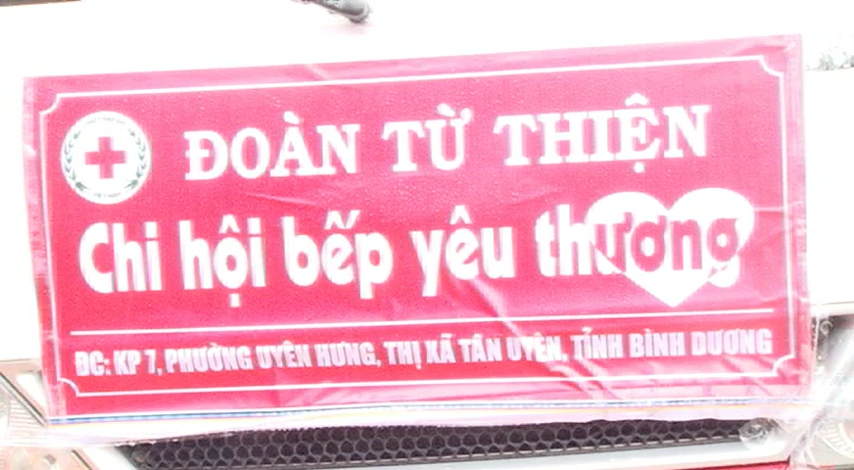 ĐOÀN TỪ THIỆN
Chi hội bếp yêu thương
ĐC: KP 7, PHƯỜNG UYÊN HƯNG, THỊ XÃ TÂN UYÊN, TỈNH BÌNH DƯƠNG